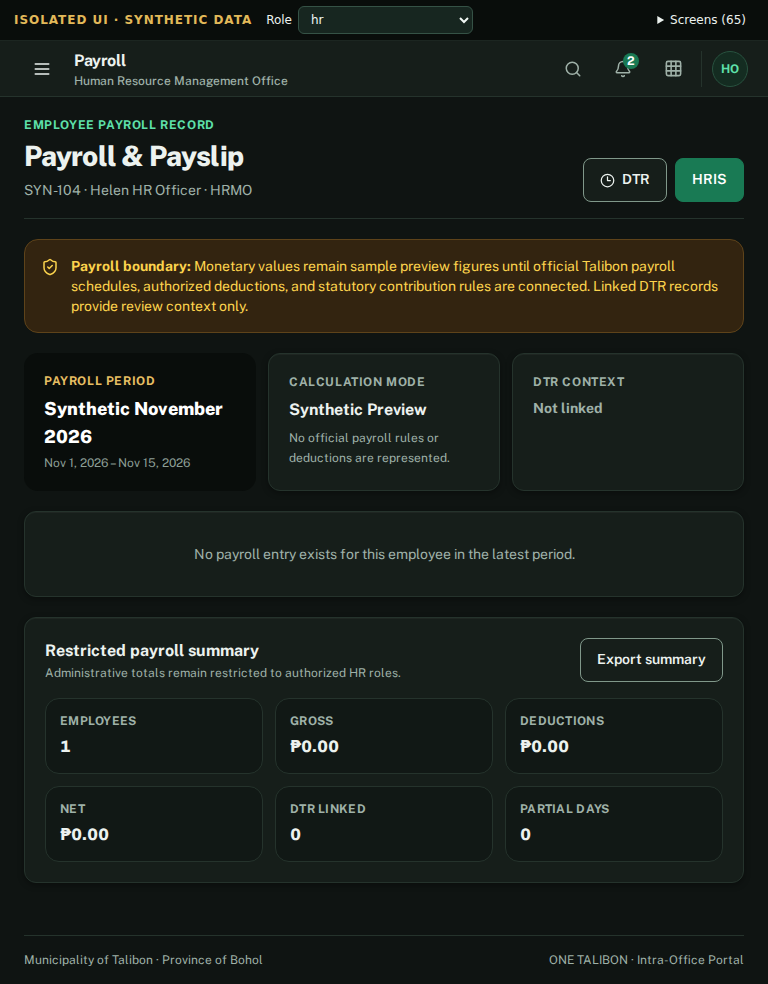 ISOLATED UI · SYNTHETIC DATA Role hr Screens (65)
Payroll
Human Resource Management Office
2
HO
EMPLOYEE PAYROLL RECORD
Payroll & Payslip
SYN-104 · Helen HR Officer · HRMO
DTR
HRIS
Payroll boundary: Monetary values remain sample preview figures until official Talibon payroll
schedules, authorized deductions, and statutory contribution rules are connected. Linked DTR records
provide review context only.
PAYROLL PERIOD
Synthetic November
2026
Nov 1, 2026 – Nov 15, 2026
CALCULATION MODE
Synthetic Preview
No official payroll rules or
deductions are represented.
DTR CONTEXT
Not linked
No payroll entry exists for this employee in the latest period.
Restricted payroll summary
Administrative totals remain restricted to authorized HR roles.
Export summary
EMPLOYEES
1
GROSS
₱0.00
DEDUCTIONS
₱0.00
NET
₱0.00
DTR LINKED
0
PARTIAL DAYS
0
Municipality of Talibon · Province of Bohol
ONE TALIBON · Intra-Office Portal